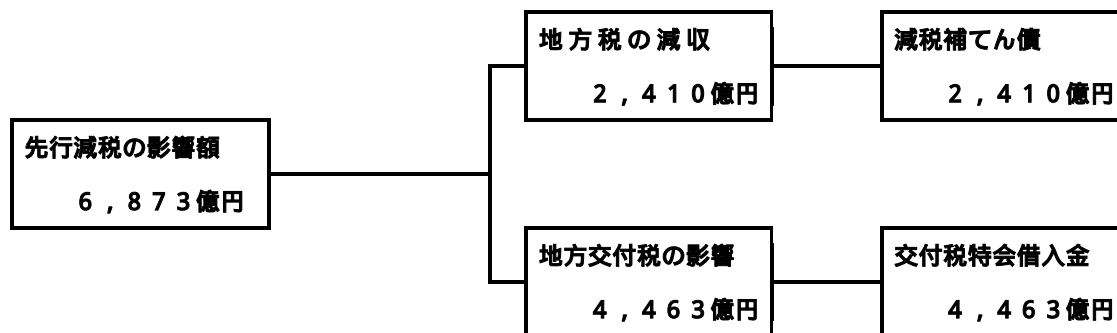 先行減税の影響額
６，８７３億円
地方税の減収
２，４１０億円
減税補てん債
２，４１０億円
地方交付税の影響
４，４６３億円
交付税特会借入金
４，４６３億円